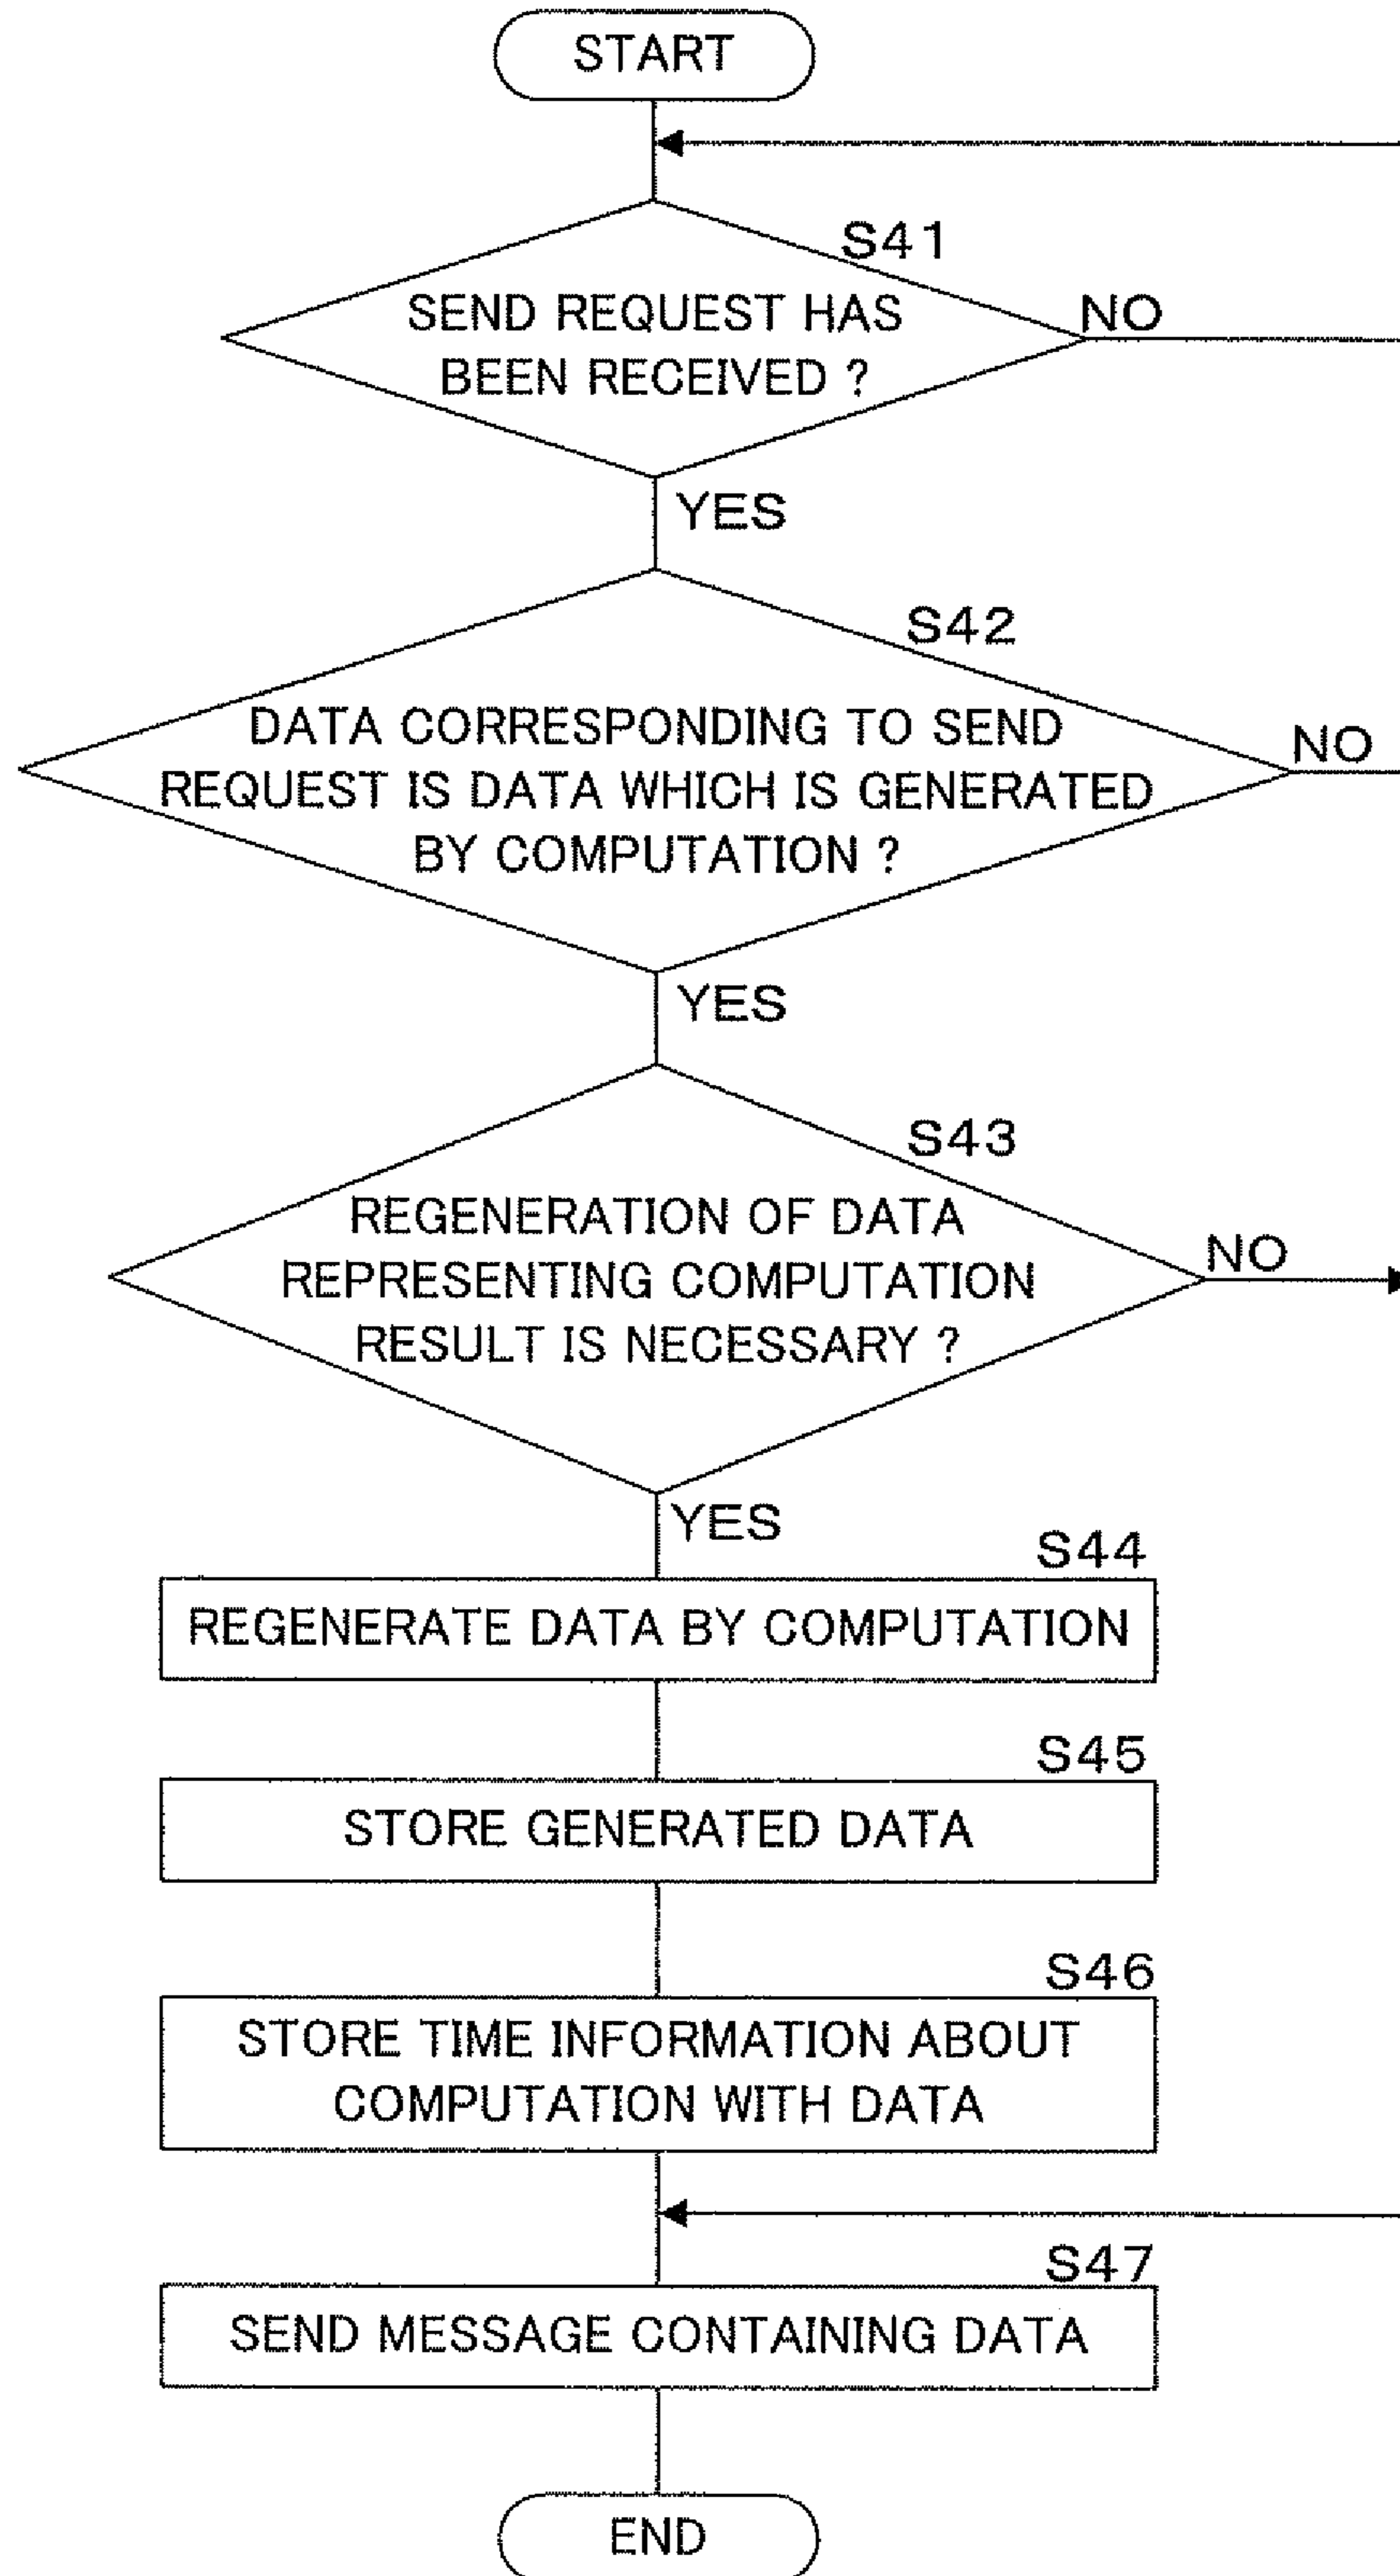 START
S41
SEND REQUEST HAS
BEEN RECEIVED ?
NO
YES
S42
DATA CORRESPONDING TO SEND
REQUEST IS DATA WHICH IS GENERATED
BY COMPUTATION ?
NO
YES
S43
REGENERATION OF DATA
REPRESENTING COMPUTATION
RESULT IS NECESSARY ?
NO
YES
S44
REGENERATE DATA BY COMPUTATION
S45
STORE GENERATED DATA
S46
STORE TIME INFORMATION ABOUT
COMPUTATION WITH DATA
S47
SEND MESSAGE CONTAINING DATA
END